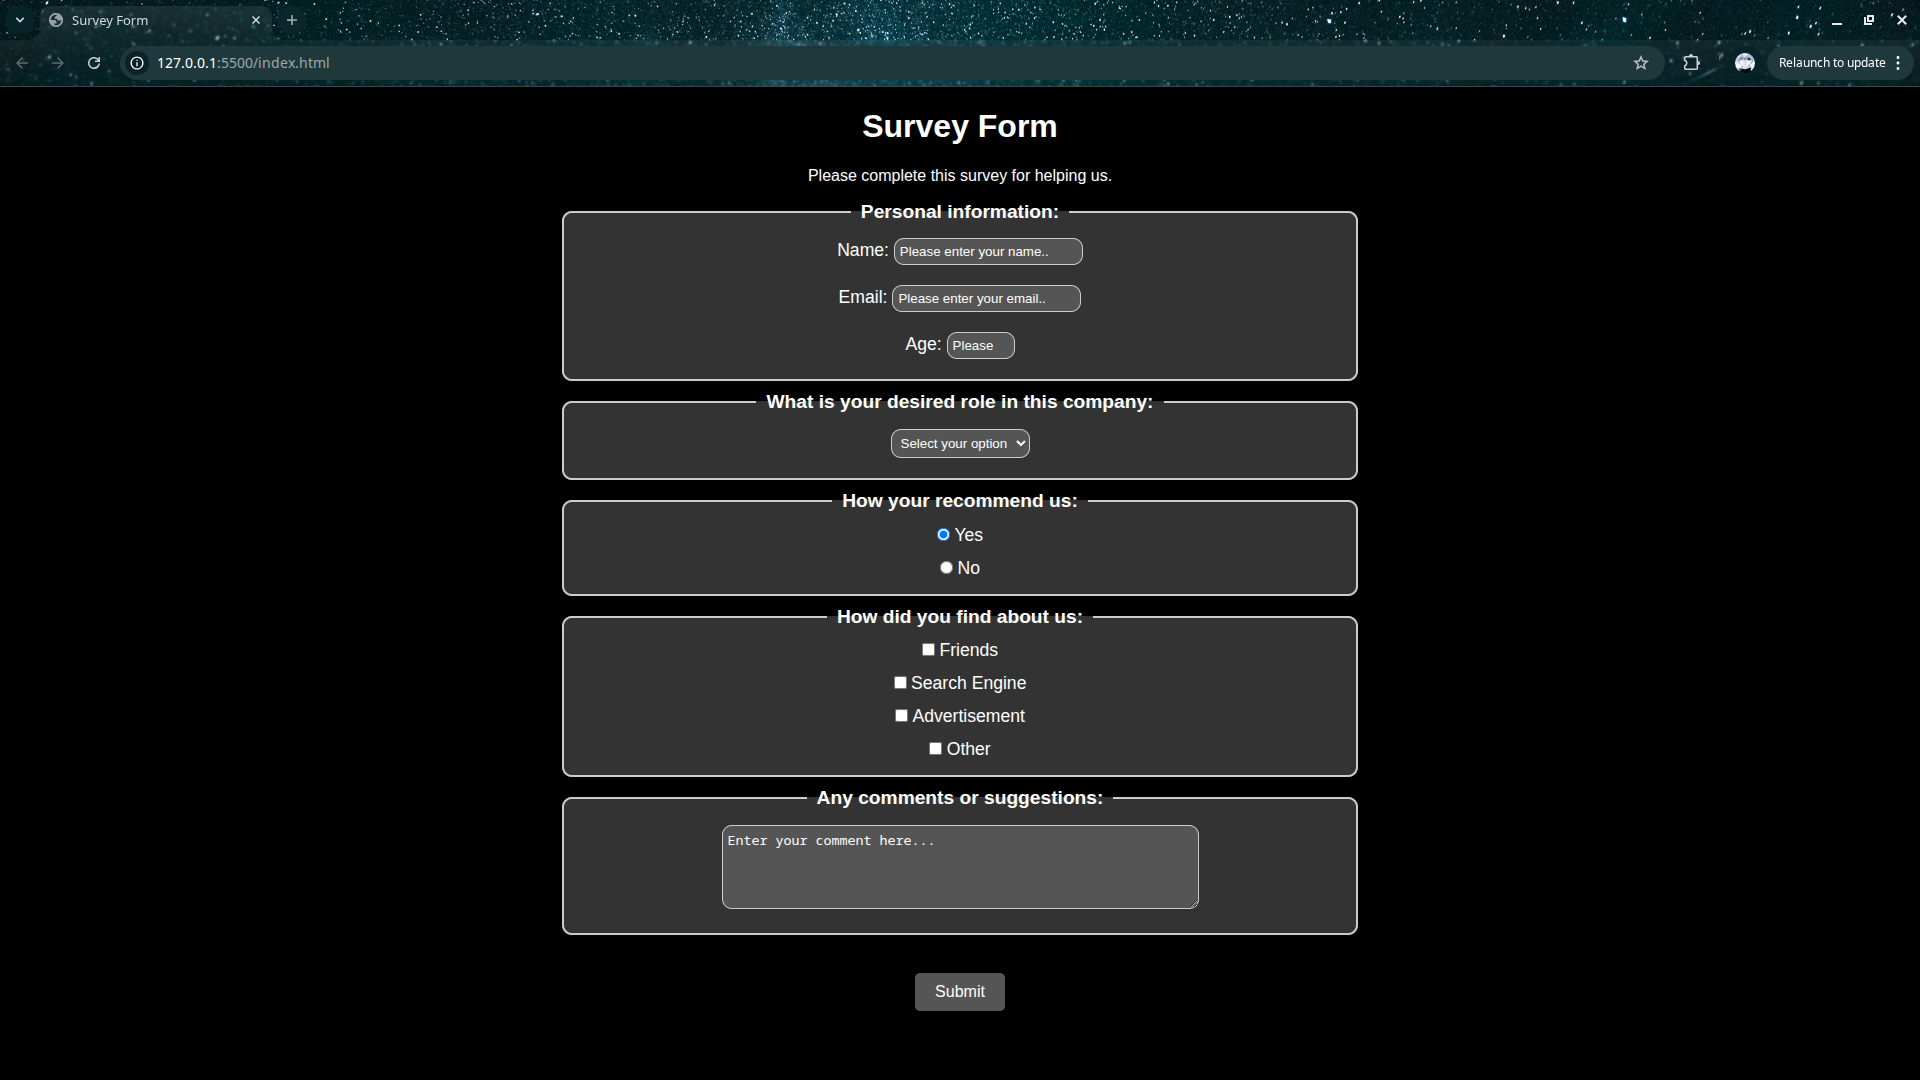 Survey Form
127.0.0.1:5500/index.html
Relaunch to update
Survey Form
Please complete this survey for helping us.
Personal information:
Name: Please enter your name..
Email: Please enter your email..
Age: Please
What is your desired role in this company:
Select your option
How your recommend us:
Yes
No
How did you find about us:
Friends
Search Engine
Advertisement
Other
Any comments or suggestions:
Enter your comment here...
Submit